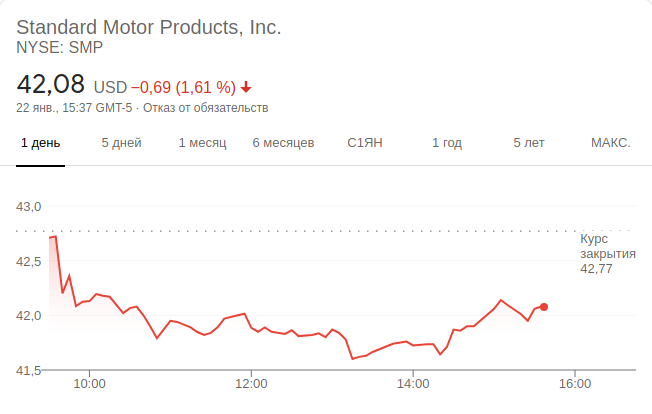 Standard Motor Products, Inc.
NYSE: SMP
42,08 USD −0,69 (1,61 %)
22 янв., 15:37 GMT-5 · Отказ от обязательств
1 день 5 дней 1 месяц 6 месяцев С1ЯН 1 год 5 лет МАКС.
43,0
Курс
закрытия
42,77
42,5
42,0
41,5
10:00 12:00 14:00 16:00